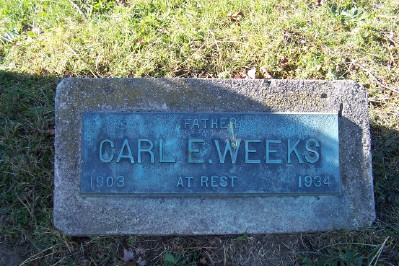 FATHER
CARL E. WEEKS
1903 AT REST 1934